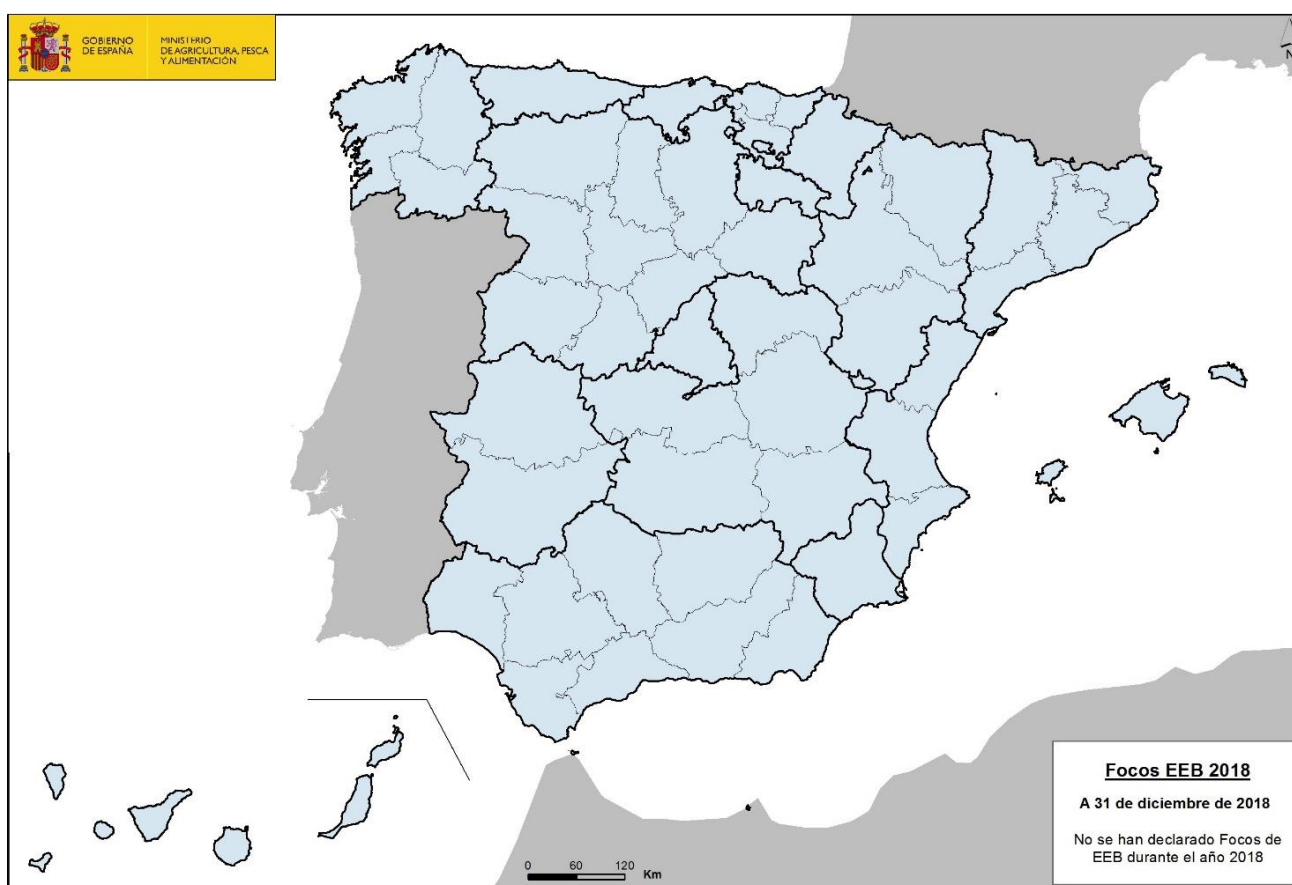 GOBIERNO
DE ESPAÑA
MINISTERIO
DE AGRICULTURA, PESCA
Y ALIMENTACIÓN
N
Focos EEB 2018
A 31 de diciembre de 2018
No se han declarado Focos de
EEB durante el año 2018
0 60 120
Km